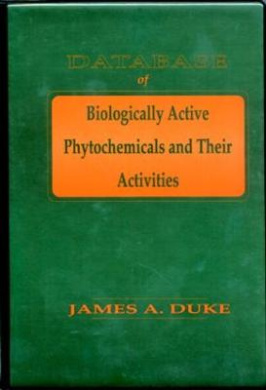 DATABASE
of
Biologically Active
Phytochemicals and Their
Activities
JAMES A. DUKE